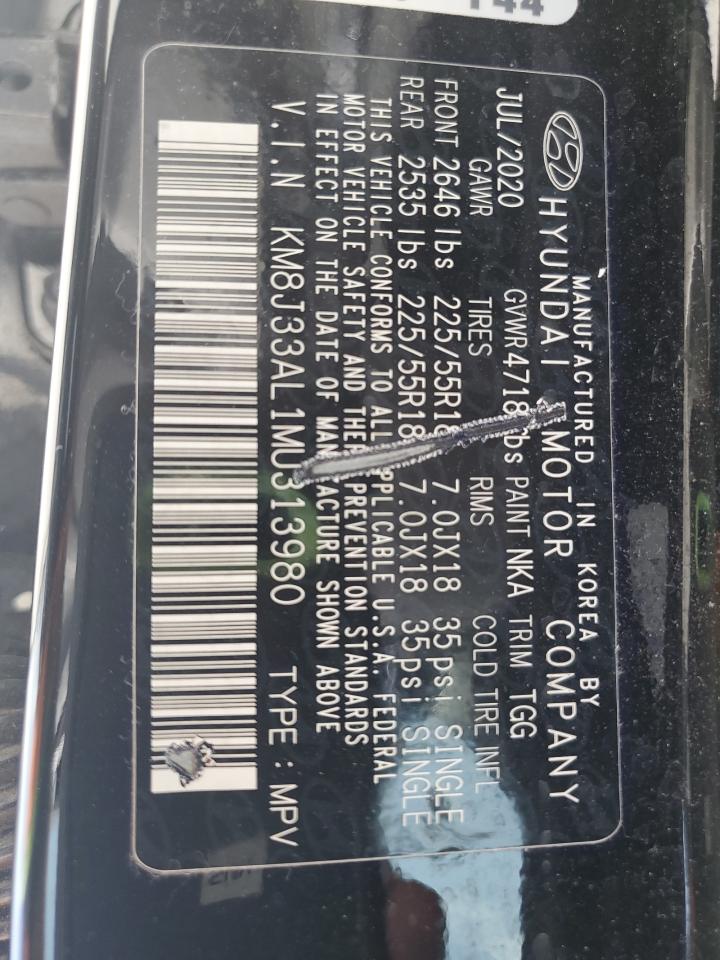 144
MANUFACTURED IN KOREA BY
HYUNDAI MOTOR COMPANY
JUL/2020 GVWR 4718 lbs PAINT NKA TRIM TGG
GAWR TIRES RIMS COLD TIRE INFL
FRONT 2646 lbs 225/55R18 7.0JX18 35psi SINGLE
REAR 2535 lbs 225/55R18 7.0JX18 35psi SINGLE
THIS VEHICLE CONFORMS TO ALL APPLICABLE U.S.A. FEDERAL
MOTOR VEHICLE SAFETY AND THEFT PREVENTION STANDARDS
IN EFFECT ON THE DATE OF MANUFACTURE SHOWN ABOVE
V.I.N KM8J33AL1MU313980 TYPE : MPV